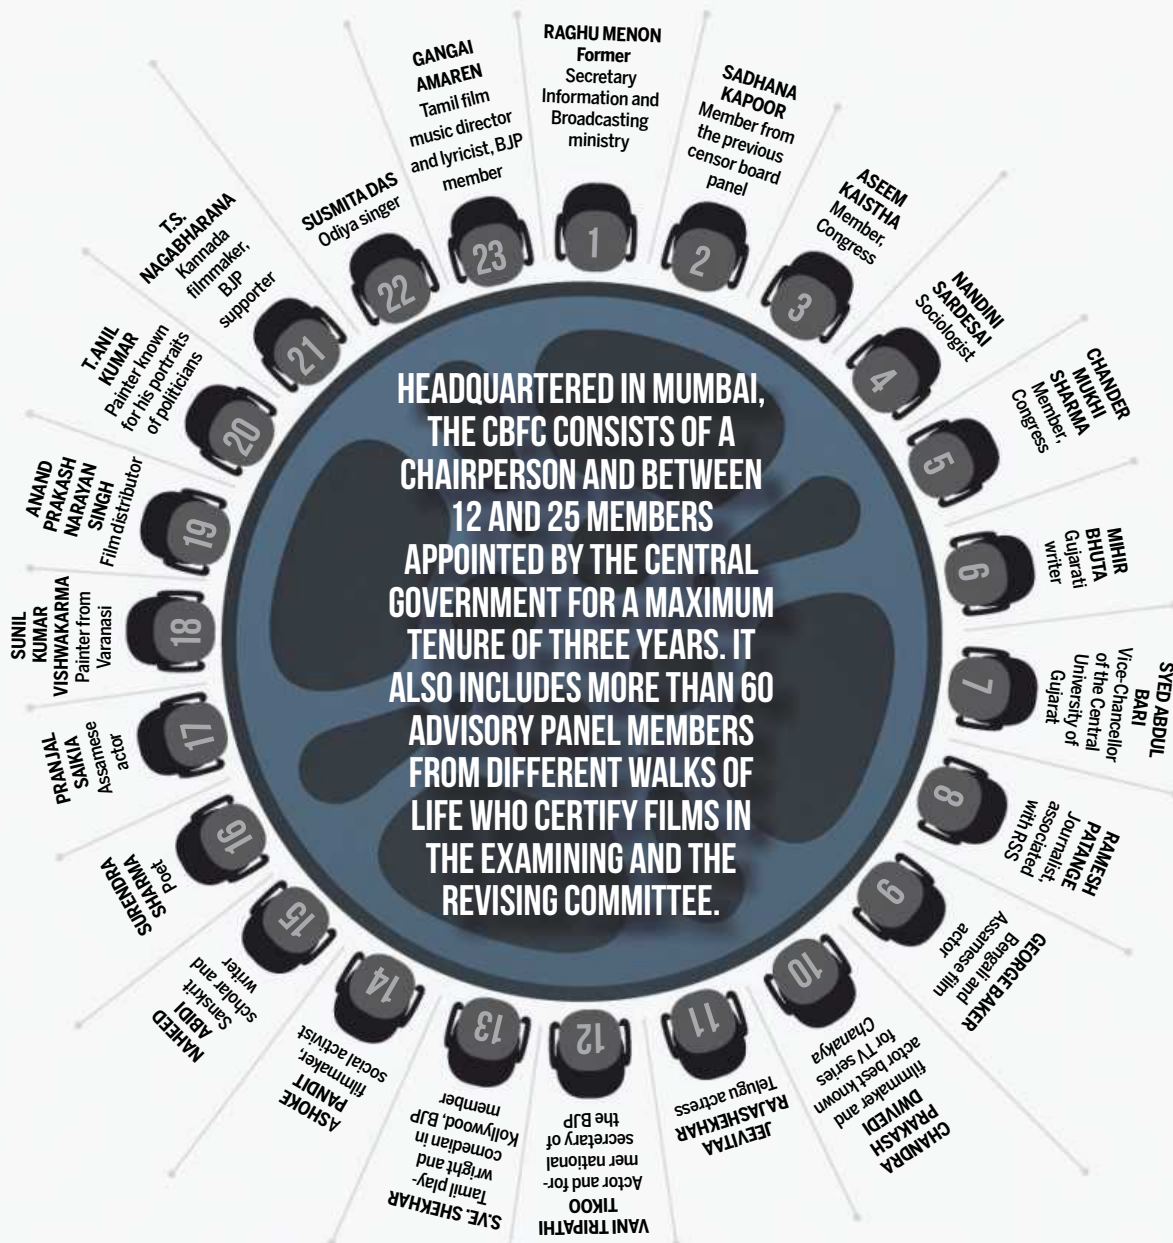 RAGHU MENON
Former
Secretary
Information and
Broadcasting
ministry
1
SADHANA
KAPOOR
Member from
the previous
censor board
panel
2
ASEEM
KAISTHA
Member,
Congress
3
NANDINI
SARDESAI
Sociologist
4
CHANDER
MUKHI
SHARMA
Member,
Congress
5
MIHIR
BHUTA
Gujarati
writer
6
SYED ABDUL
BARI
Vice-Chancellor
of the Central
University of
Gujarat
7
RAMESH
PATANGE
Journalist,
associated
with RSS
8
GEORGE BAKER
Bengali and
Assamese film
actor
9
CHANDRA
PRAKASH
DWIVEDI
filmmaker and
actor best known
for TV series
Chanakya
10
JEEVITAA
RAJASHEKHAR
Telugu actress
11
VANI TRIPATHI
TIKOO
Actor and for-
mer national
secretary of
the BJP
12
S.VE. SHEKHAR
Tamil play-
wright and
comedian in
Kollywood, BJP
member
13
ASHOKE
PANDIT
filmmaker,
social activist
14
NAHEED
ABIDI
Sanskrit
scholar and
writer
15
SURENDRA
SHARMA
Poet
16
PRANJAL
SAIKIA
Assamese
actor
17
SUNIL
KUMAR
VISHWAKARMA
Painter from
Varanasi
18
ANAND
PRAKASH
NARAYAN
SINGH
Film distributor
19
T. ANIL
KUMAR
Painter known
for his portraits
of politicians
20
T.S.
NAGABHARANA
Kannada
filmmaker,
BJP
supporter
21
SUSMITA DAS
Odiya singer
22
GANGAI
AMAREN
Tamil film
music director
and lyricist, BJP
member
23
HEADQUARTERED IN MUMBAI,
THE CBFC CONSISTS OF A
CHAIRPERSON AND BETWEEN
12 AND 25 MEMBERS
APPOINTED BY THE CENTRAL
GOVERNMENT FOR A MAXIMUM
TENURE OF THREE YEARS. IT
ALSO INCLUDES MORE THAN 60
ADVISORY PANEL MEMBERS
FROM DIFFERENT WALKS OF
LIFE WHO CERTIFY FILMS IN
THE EXAMINING AND THE
REVISING COMMITTEE.